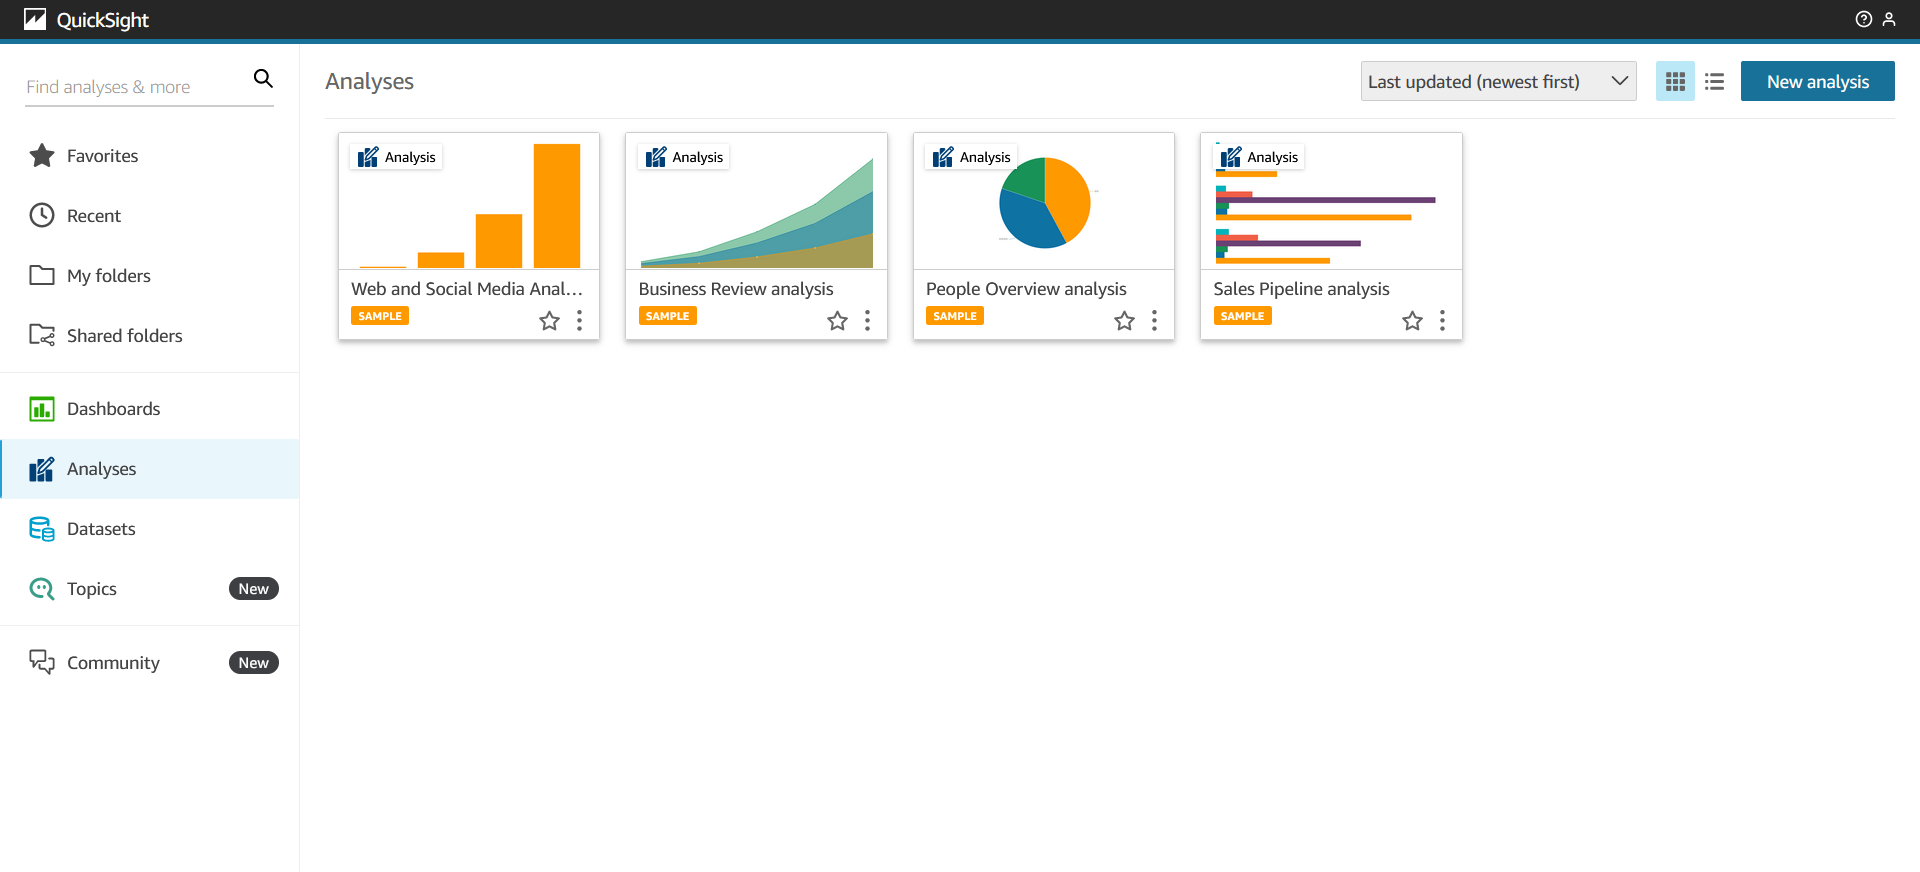 QuickSight
Find analyses & more
Favorites
Recent
My folders
Shared folders
Dashboards
Analyses
Datasets
Topics New
Community New
Analyses
Last updated (newest first)
New analysis
Analysis
Web and Social Media Anal...
SAMPLE
Analysis
Business Review analysis
SAMPLE
Analysis
People Overview analysis
SAMPLE
Analysis
Sales Pipeline analysis
SAMPLE